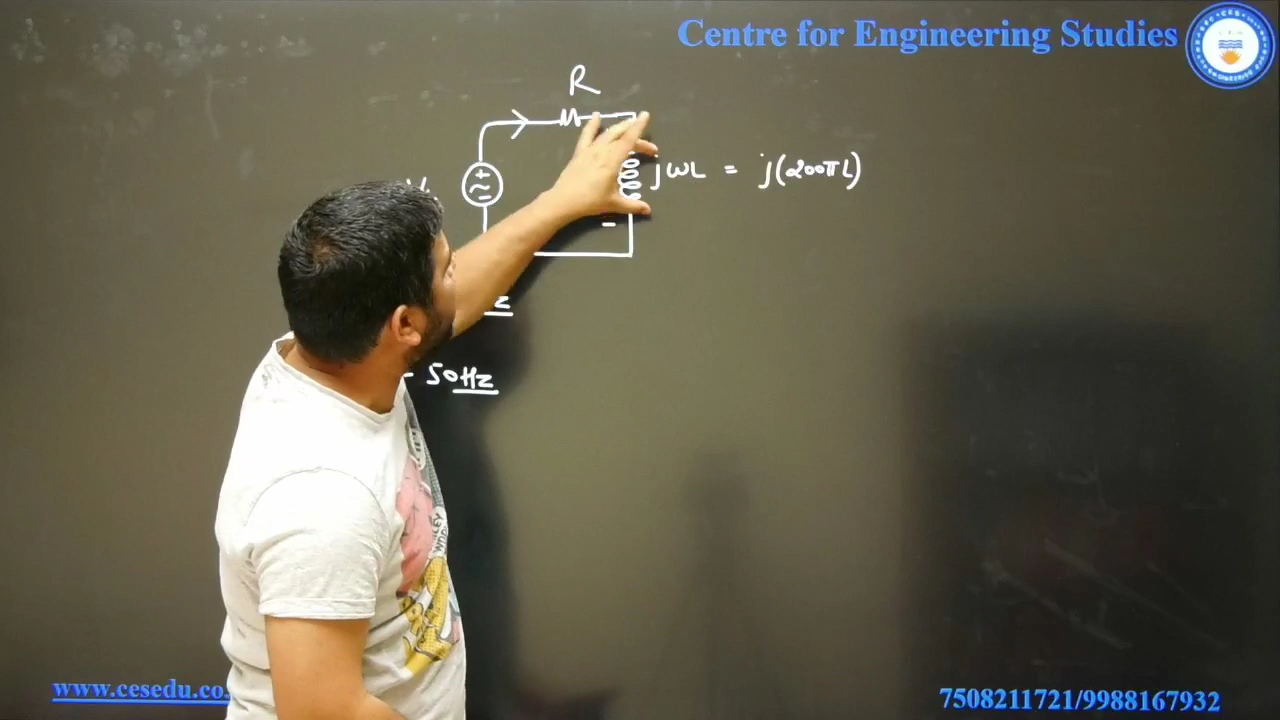 Centre for Engineering Studies
R
jωL = j(200πL)
50Hz
www.cesedu.co
7508211721/9988167932